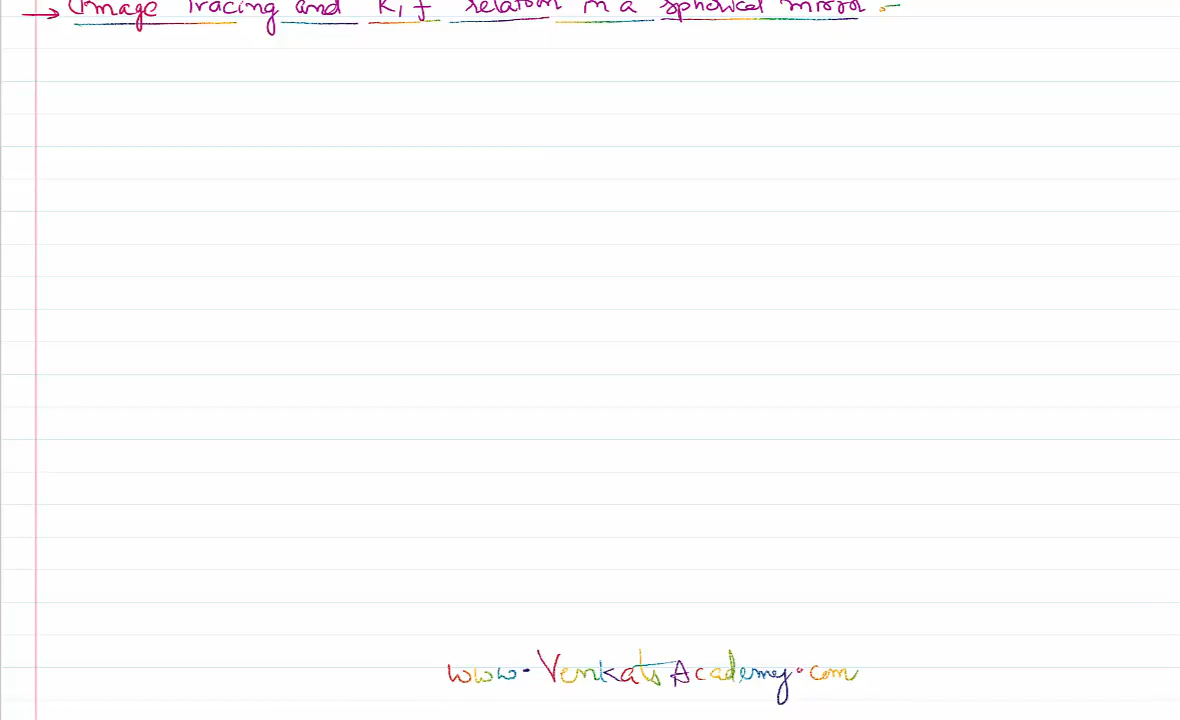 → Image Tracing and R, f relation in a spherical mirror :-
www.VenkatsAcademy.com